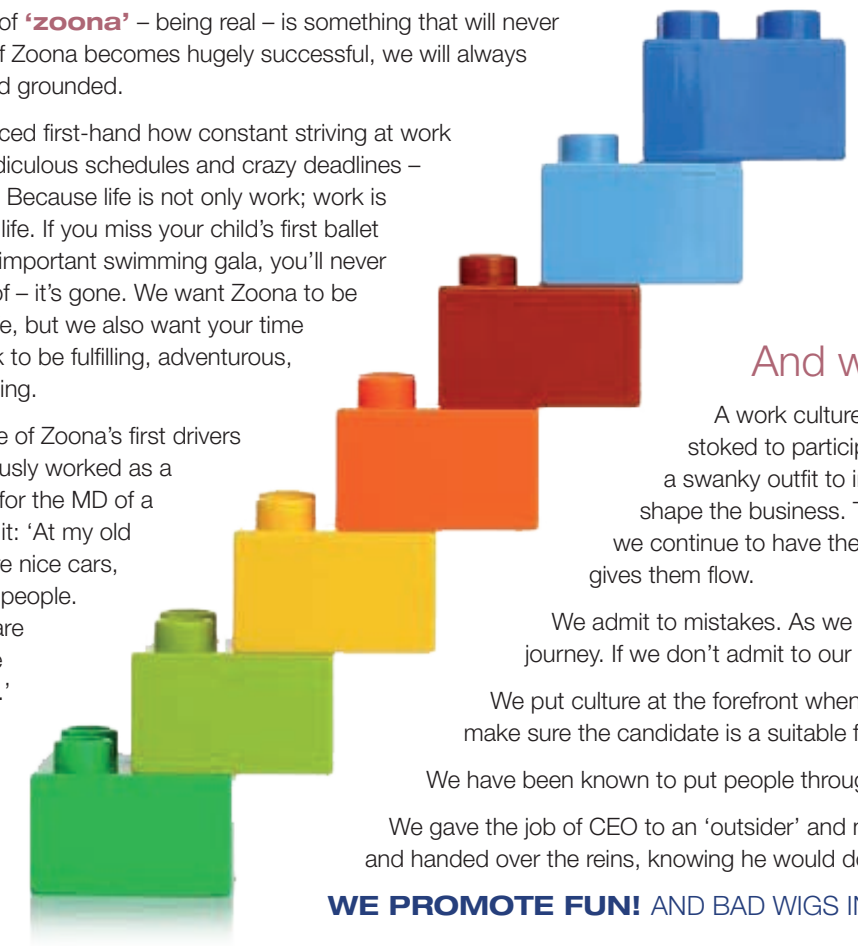 of ‘zoona’ – being real – is something that will never
f Zoona becomes hugely successful, we will always
d grounded.
ced first-hand how constant striving at work
diculous schedules and crazy deadlines –
Because life is not only work; work is
life. If you miss your child’s first ballet
important swimming gala, you’ll never
of – it’s gone. We want Zoona to be
e, but we also want your time
k to be fulfilling, adventurous,
ing.
e of Zoona’s first drivers
ously worked as a
for the MD of a
it: ‘At my old
e nice cars,
people.
are
e
.’
And w
A work culture
stoked to particip
a swanky outfit to i
shape the business. T
we continue to have the
gives them flow.
We admit to mistakes. As we
journey. If we don’t admit to our
We put culture at the forefront when
make sure the candidate is a suitable f
We have been known to put people throug
We gave the job of CEO to an ‘outsider’ and r
and handed over the reins, knowing he would do
WE PROMOTE FUN! AND BAD WIGS IN